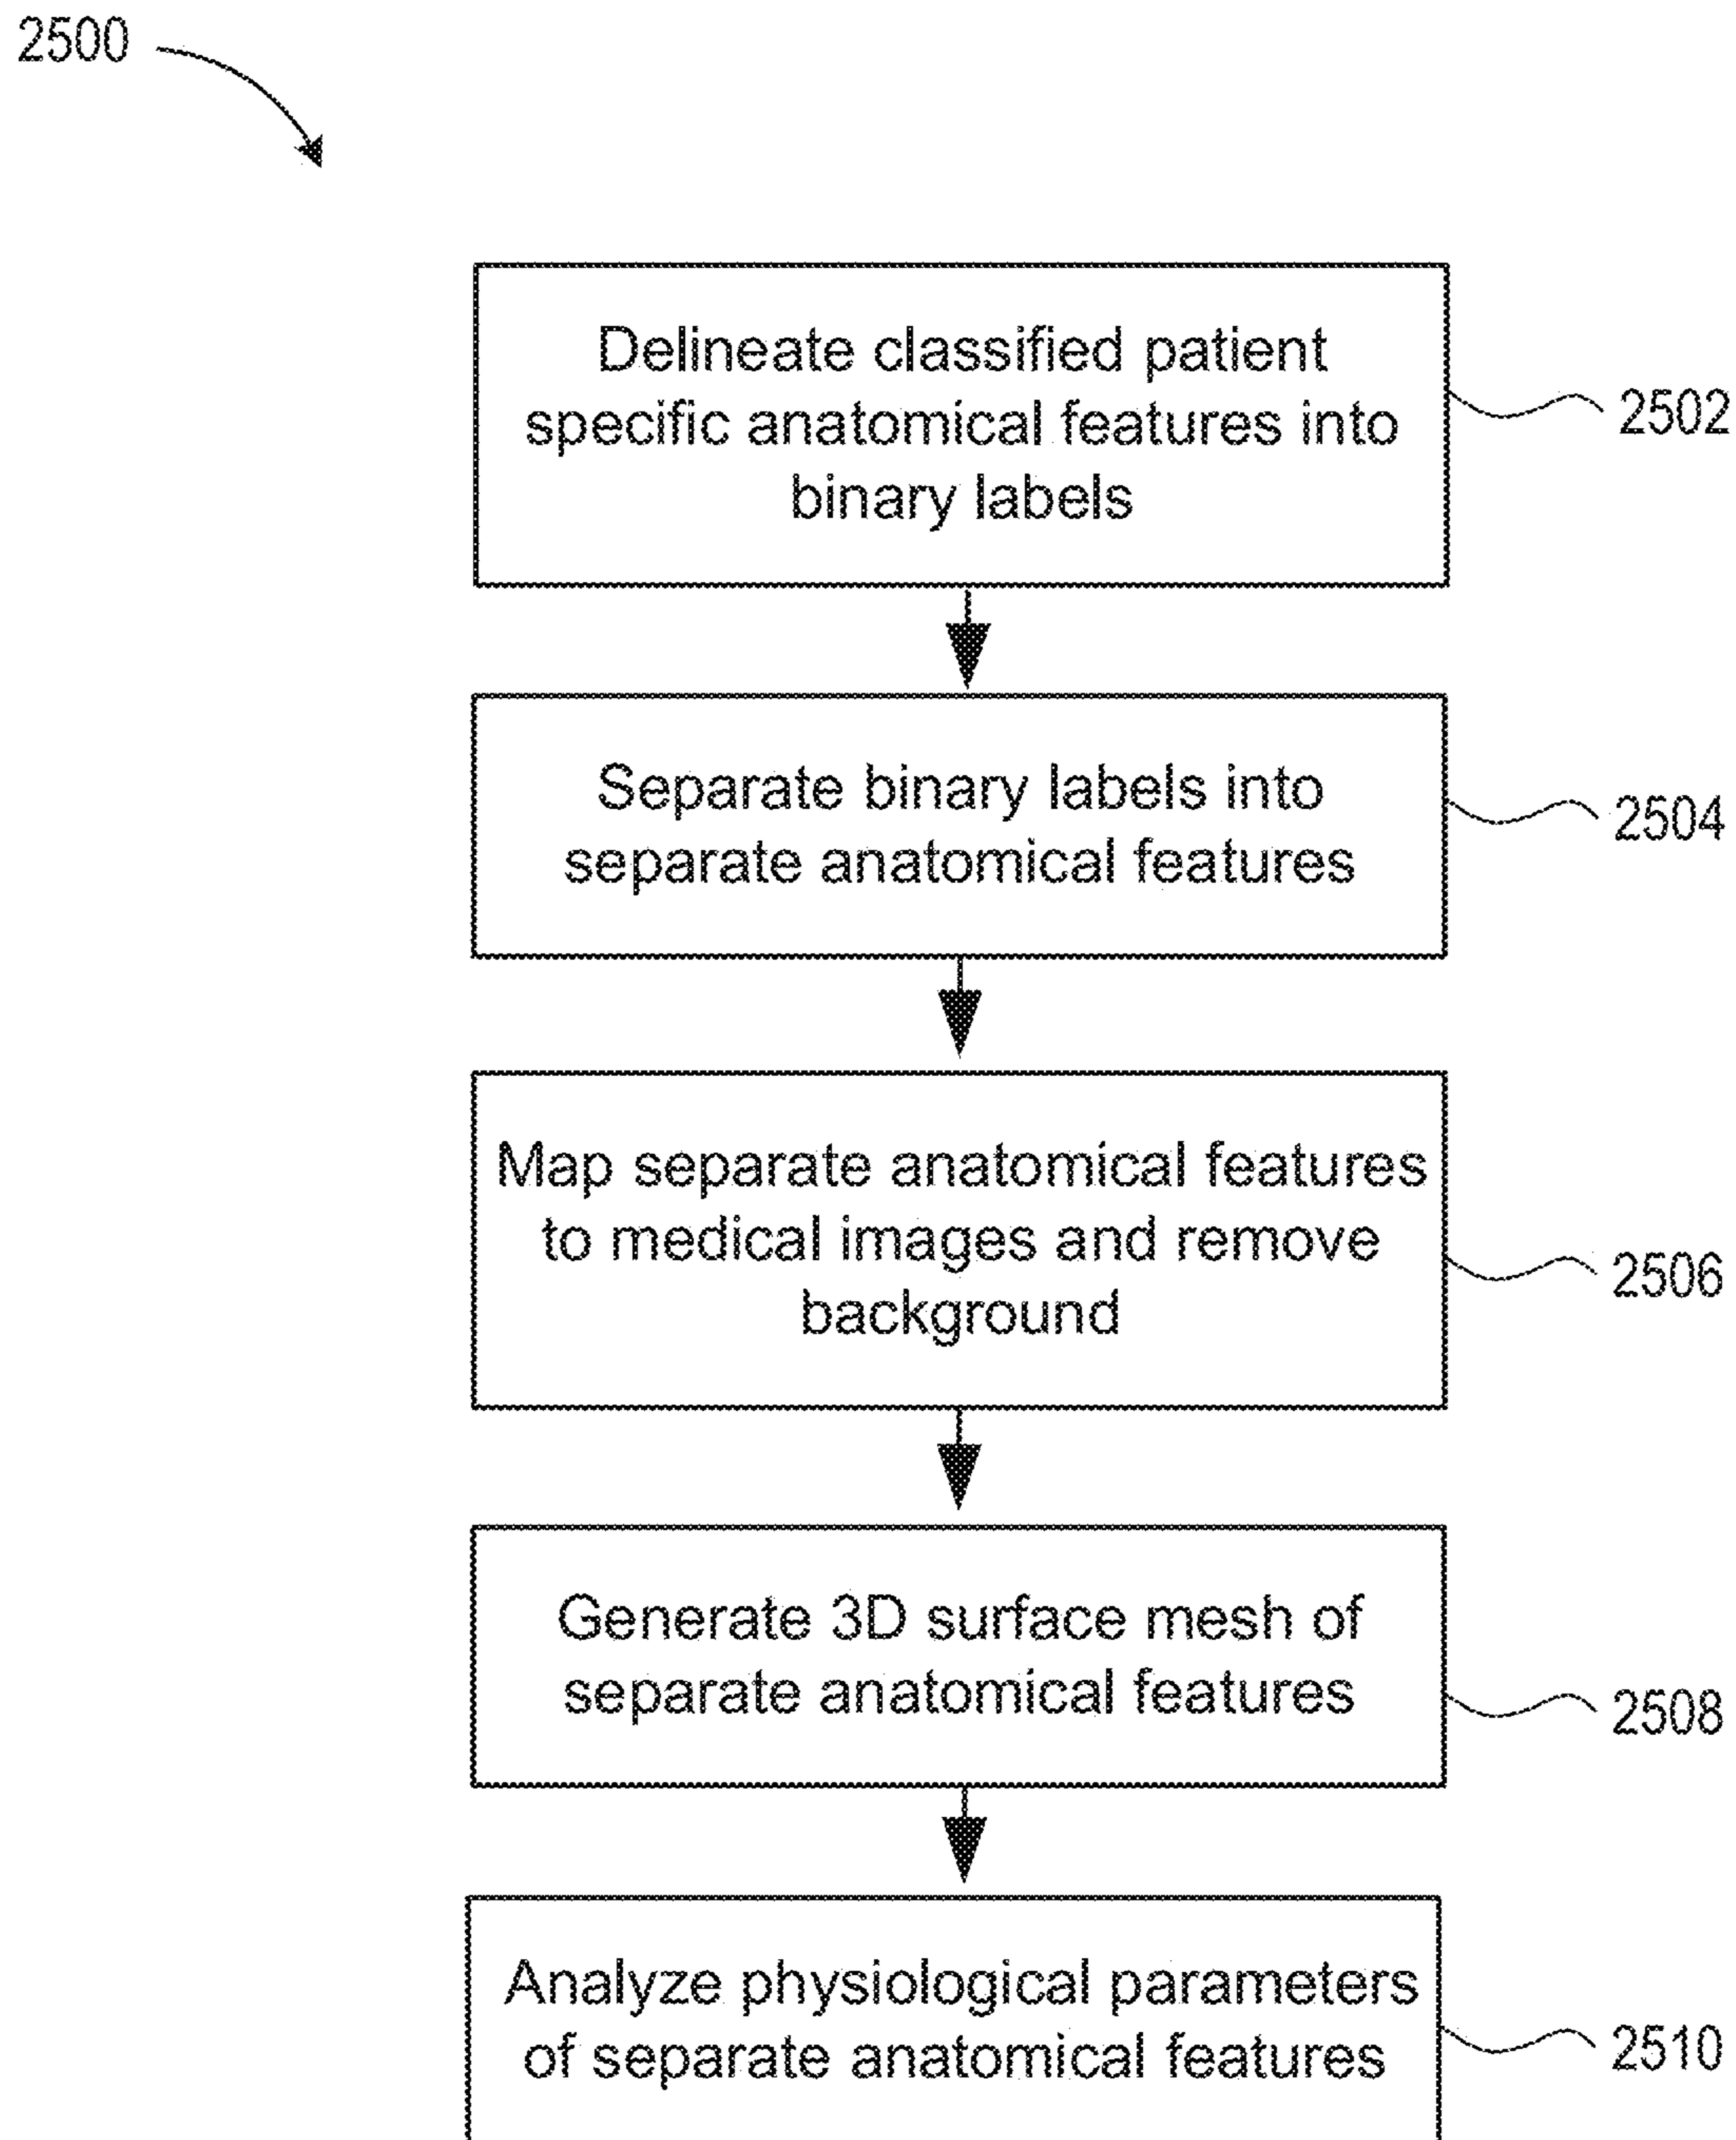 2500
Delineate classified patient
specific anatomical features into
binary labels
2502
Separate binary labels into
separate anatomical features
2504
Map separate anatomical features
to medical images and remove
background
2506
Generate 3D surface mesh of
separate anatomical features
2508
Analyze physiological parameters
of separate anatomical features
2510